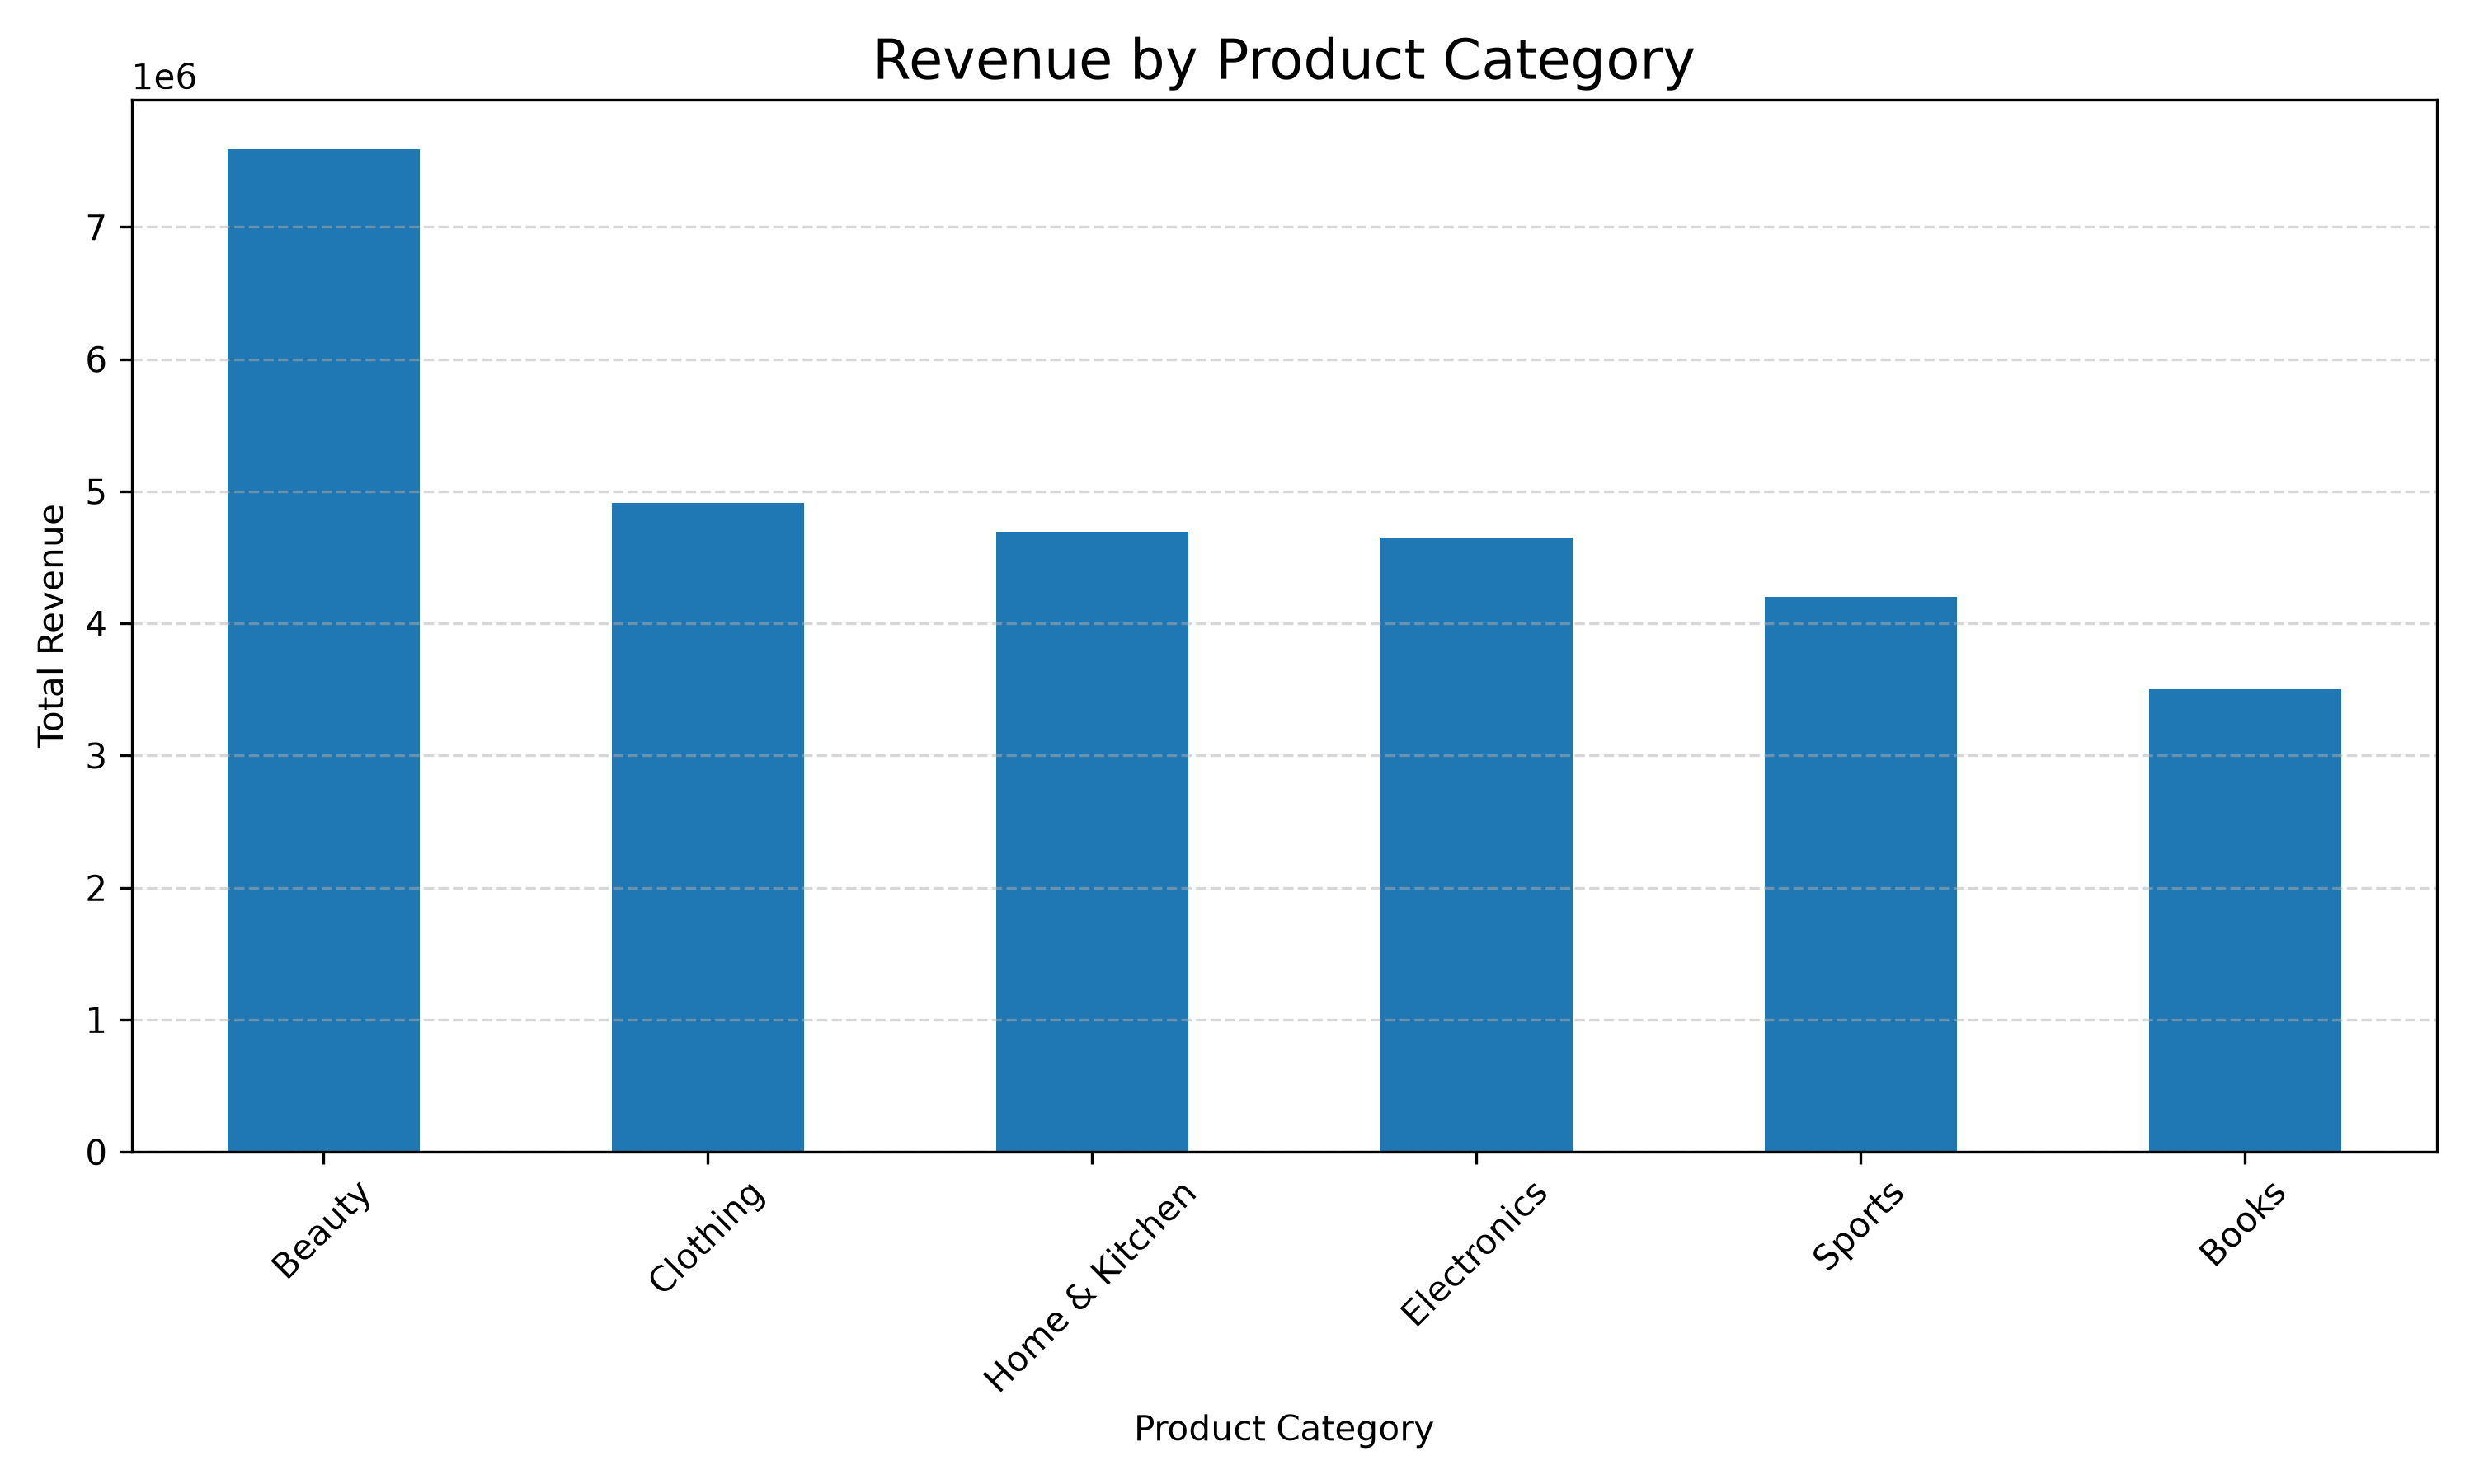 Revenue by Product Category
1e6
7
6
5
4
3
2
1
0
Total Revenue
Beauty
Clothing
Home & Kitchen
Electronics
Sports
Books
Product Category